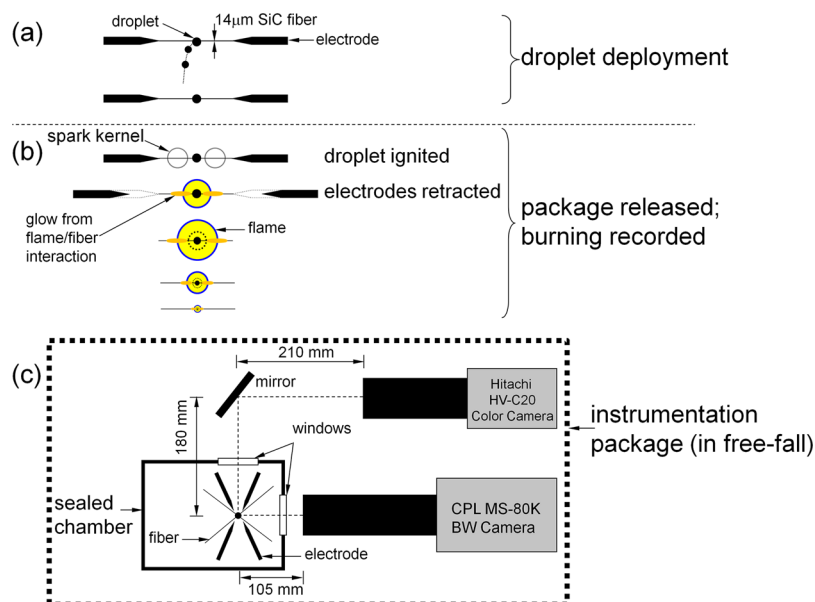 (a)
droplet
14μm SiC fiber
electrode
droplet deployment
(b)
spark kernel
droplet ignited
electrodes retracted
glow from
flame/fiber
interaction
flame
package released;
burning recorded
(c)
210 mm
mirror
180 mm
windows
Hitachi
HV-C20
Color Camera
instrumentation
package (in free-fall)
sealed
chamber
fiber
electrode
CPL MS-80K
BW Camera
105 mm